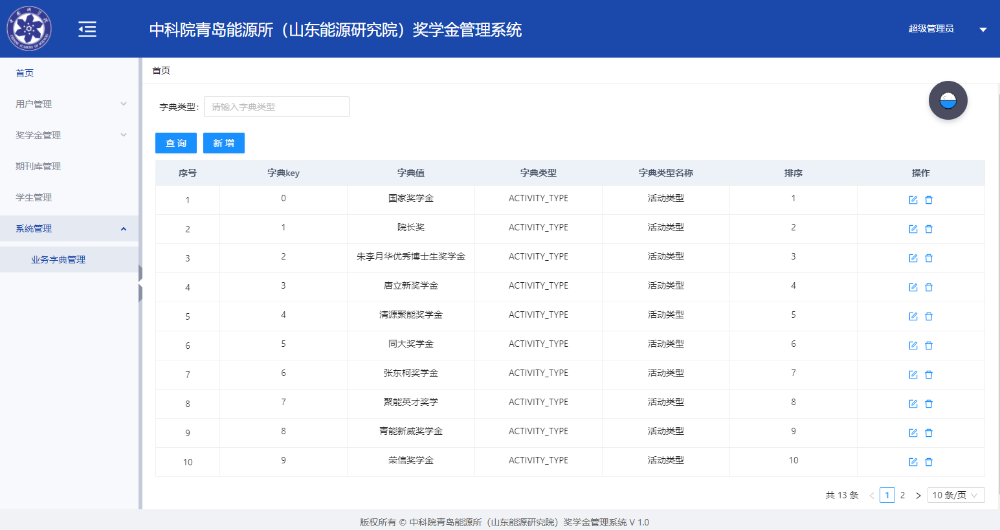 中科院青岛能源所（山东能源研究院）奖学金管理系统
超级管理员
首页
用户管理
奖学金管理
期刊库管理
学生管理
系统管理
业务字典管理
首页
字典类型： 请输入字典类型
查 询 新 增
序号 字典key 字典值 字典类型 字典类型名称 排序 操作
1 0 国家奖学金 ACTIVITY_TYPE 活动类型 1
2 1 院长奖 ACTIVITY_TYPE 活动类型 2
3 2 朱李月华优秀博士生奖学金 ACTIVITY_TYPE 活动类型 3
4 3 唐立新奖学金 ACTIVITY_TYPE 活动类型 4
5 4 清源聚能奖学金 ACTIVITY_TYPE 活动类型 5
6 5 同大奖学金 ACTIVITY_TYPE 活动类型 6
7 6 张东柯奖学金 ACTIVITY_TYPE 活动类型 7
8 7 聚能英才奖学 ACTIVITY_TYPE 活动类型 8
9 8 青能新威奖学金 ACTIVITY_TYPE 活动类型 9
10 9 荣信奖学金 ACTIVITY_TYPE 活动类型 10
共 13 条 1 2 10 条/页
版权所有 © 中科院青岛能源所（山东能源研究院）奖学金管理系统 V 1.0